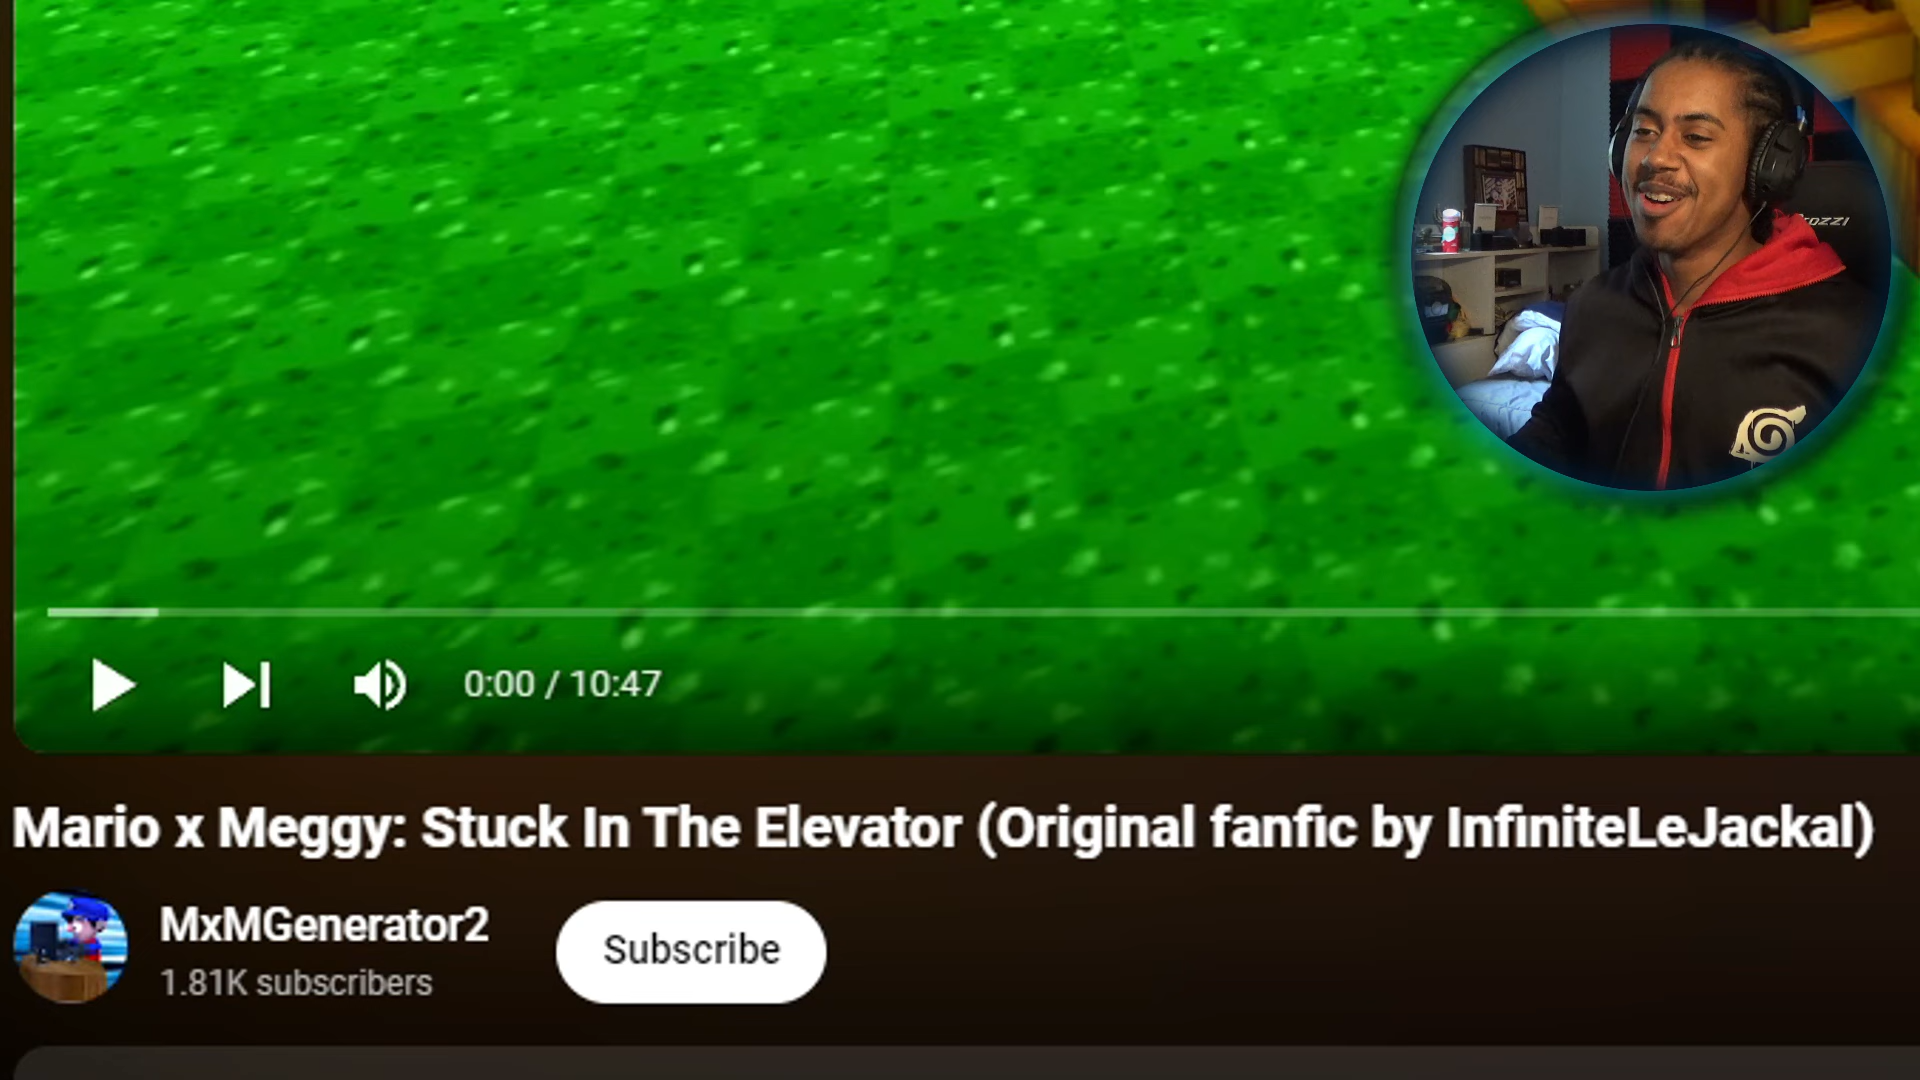 0:00 / 10:47
Mario x Meggy: Stuck In The Elevator (Original fanfic by InfiniteLeJackal)
MxMGenerator2
1.81K subscribers
Subscribe